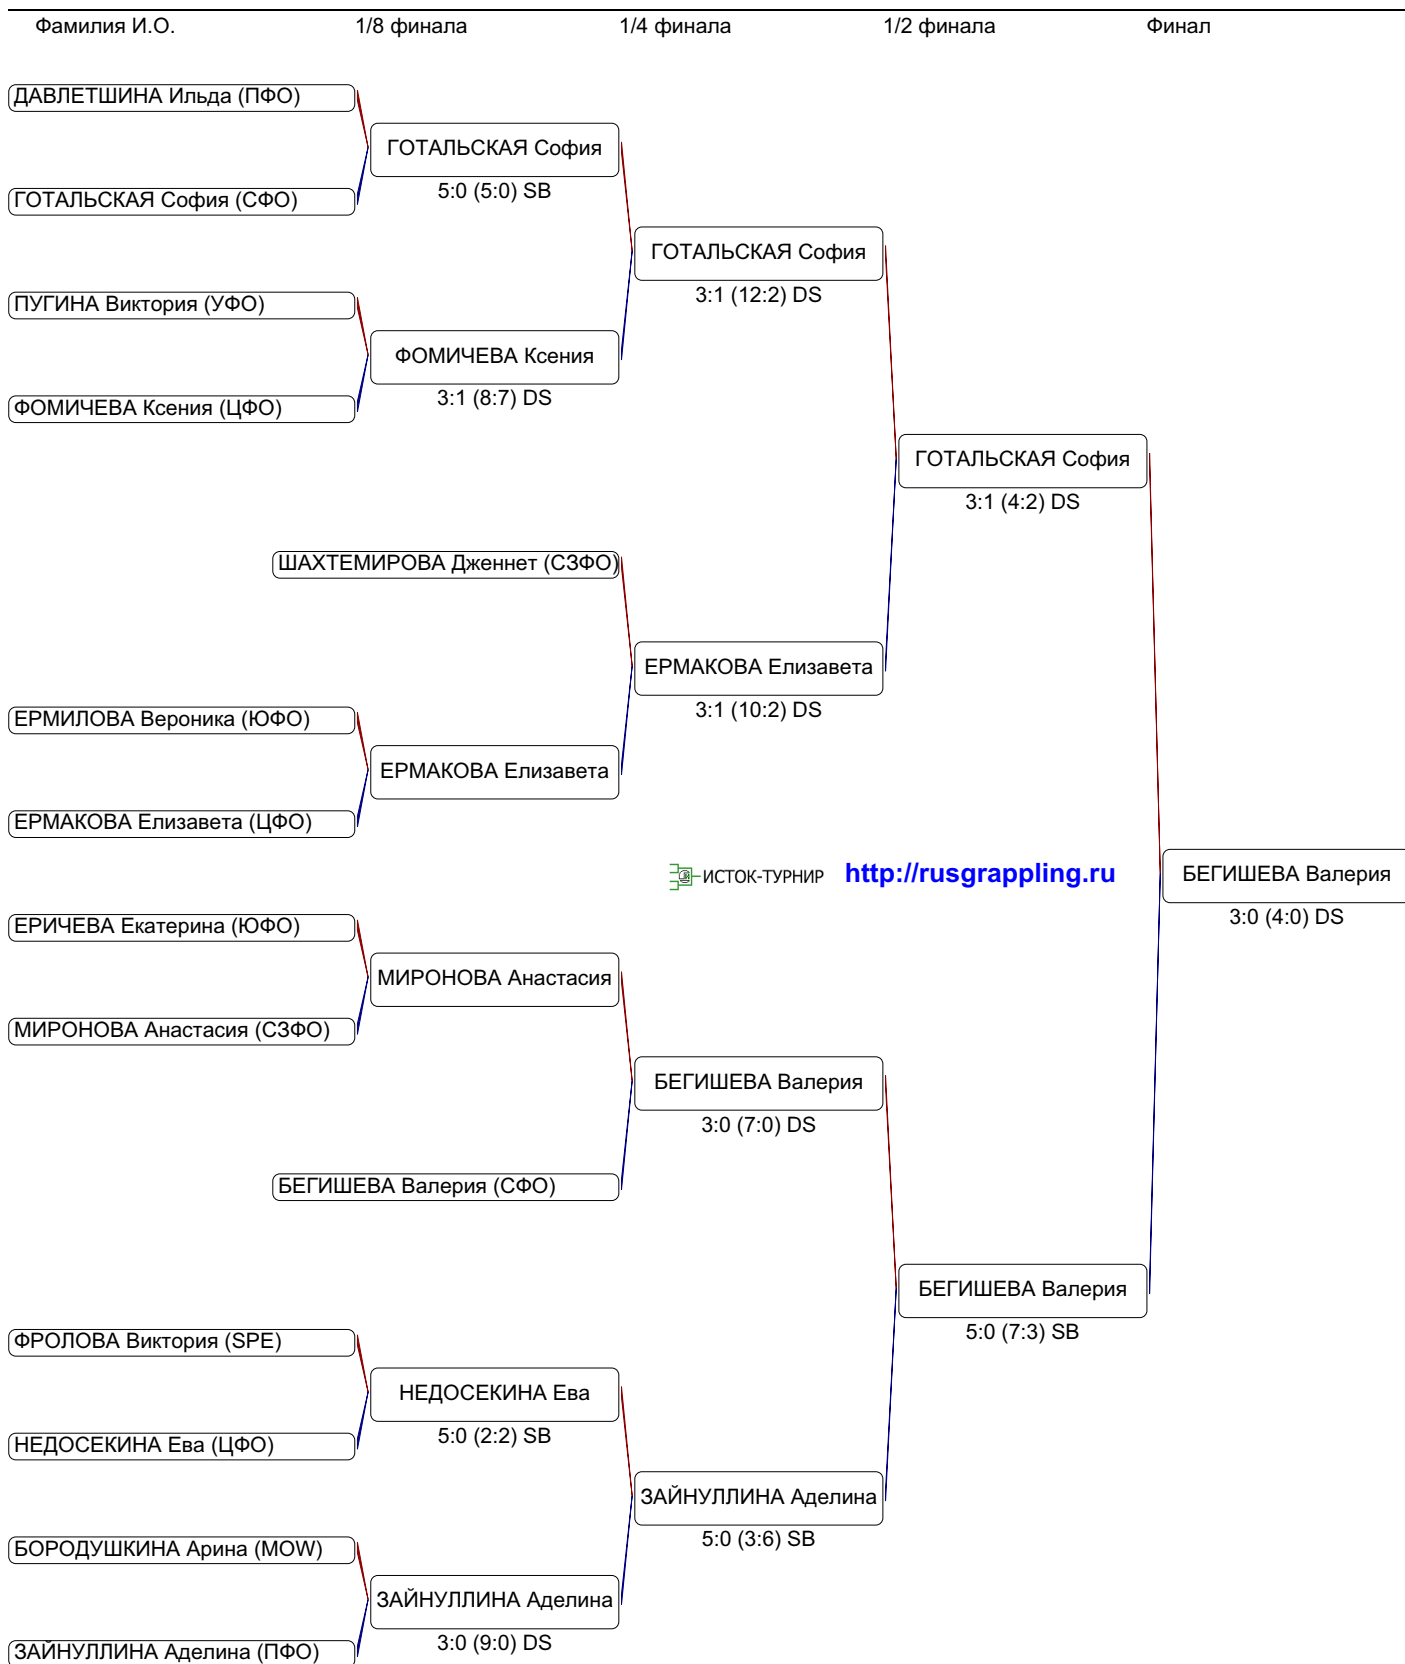 Фамилия И.О. 1/8 финала 1/4 финала 1/2 финала Финал
ДАВЛЕТШИНА Ильда (ПФО)
ГОТАЛЬСКАЯ София
5:0 (5:0) SB
ГОТАЛЬСКАЯ София (СФО)
ГОТАЛЬСКАЯ София
3:1 (12:2) DS
ПУГИНА Виктория (УФО)
ФОМИЧЕВА Ксения
3:1 (8:7) DS
ФОМИЧЕВА Ксения (ЦФО)
ГОТАЛЬСКАЯ София
3:1 (4:2) DS
ШАХТЕМИРОВА Дженнет (СЗФО)
ЕРМАКОВА Елизавета
3:1 (10:2) DS
ЕРМИЛОВА Вероника (ЮФО)
ЕРМАКОВА Елизавета
ЕРМАКОВА Елизавета (ЦФО)
ИСТОК-ТУРНИР http://rusgrappling.ru
БЕГИШЕВА Валерия
3:0 (4:0) DS
ЕРИЧЕВА Екатерина (ЮФО)
МИРОНОВА Анастасия
МИРОНОВА Анастасия (СЗФО)
БЕГИШЕВА Валерия
3:0 (7:0) DS
БЕГИШЕВА Валерия (СФО)
БЕГИШЕВА Валерия
5:0 (7:3) SB
ФРОЛОВА Виктория (SPE)
НЕДОСЕКИНА Ева
5:0 (2:2) SB
НЕДОСЕКИНА Ева (ЦФО)
ЗАЙНУЛЛИНА Аделина
5:0 (3:6) SB
БОРОДУШКИНА Арина (MOW)
ЗАЙНУЛЛИНА Аделина
3:0 (9:0) DS
ЗАЙНУЛЛИНА Аделина (ПФО)